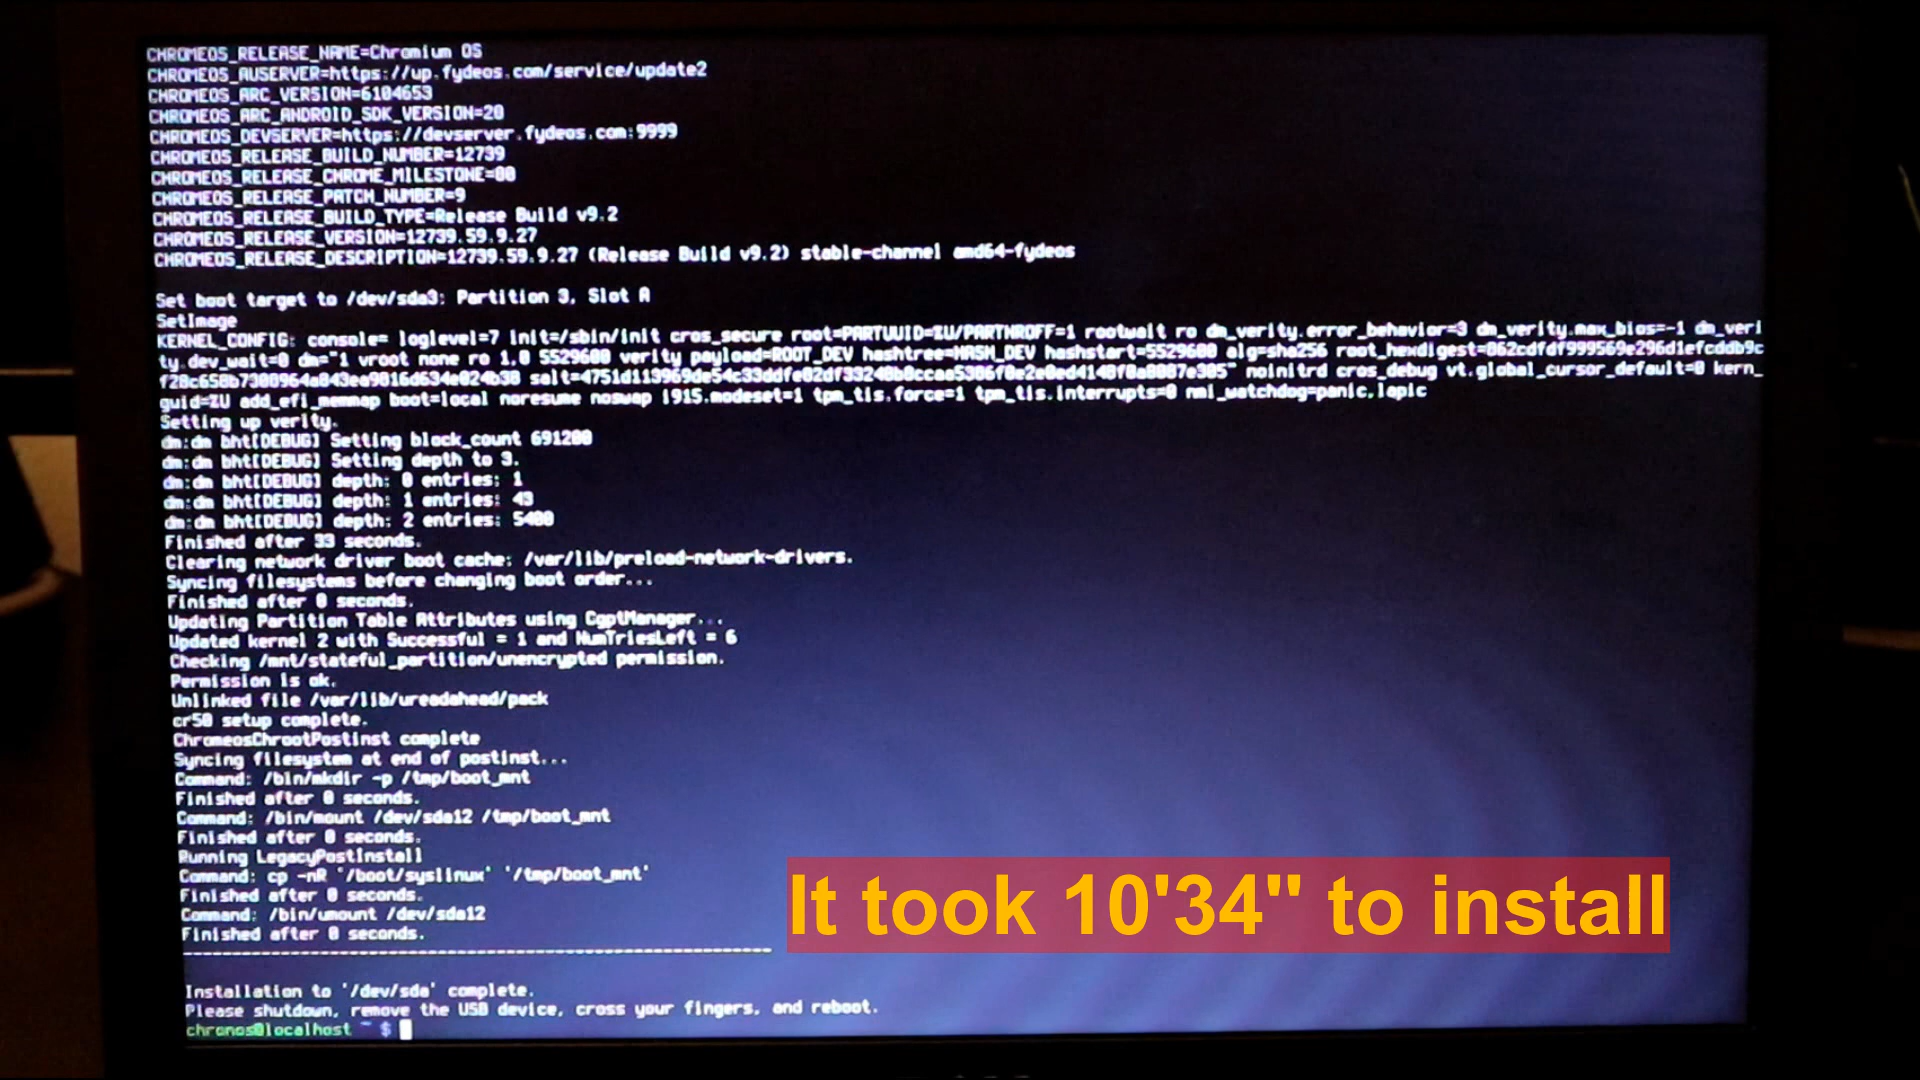 CHROMEOS_RELEASE_NAME=Chromium OS
CHROMEOS_AUSERVER=https://up.fydeos.com/service/update2
CHROMEOS_ARC_VERSION=6104653
CHROMEOS_ARC_ANDROID_SDK_VERSION=28
CHROMEOS_DEVSERVER=https://devserver.fydeos.com:9999
CHROMEOS_RELEASE_BUILD_NUMBER=12739
CHROMEOS_RELEASE_CHROME_MILESTONE=80
CHROMEOS_RELEASE_PATCH_NUMBER=9
CHROMEOS_RELEASE_BUILD_TYPE=Release Build v9.2
CHROMEOS_RELEASE_VERSION=12739.59.9.27
CHROMEOS_RELEASE_DESCRIPTION=12739.59.9.27 (Release Build v9.2) stable-channel amd64-fydeos
Set boot target to /dev/sda3: Partition 3, Slot A
SetImage
KERNEL_CONFIG: console= loglevel=7 init=/sbin/init cros_secure root=PARTUUID=%U/PARTNROFF=1 rootwait ro dm_verity.error_behavior=3 dm_verity.max_bios=-1 dm_veri
ty.dev_wait=0 dm="1 vroot none ro 1,0 5529600 verity payload=ROOT_DEV hashtree=HASH_DEV hashstart=5529600 alg=sha256
noinitrd cros_debug vt.global_cursor_default=0 kern_
guid=%U add_efi_memmap boot=local noresume noswap i915.modeset=1 tpm_tis.force=1 tpm_tis.interrupts=0 nmi_watchdog=panic,lapic
Setting up verity.
dm:dm bht[DEBUG] Setting block_count 691200
dm:dm bht[DEBUG] Setting depth to 3.
dm:dm bht[DEBUG] depth: 0 entries: 1
dm:dm bht[DEBUG] depth: 1 entries: 43
dm:dm bht[DEBUG] depth: 2 entries: 5400
Finished after 33 seconds.
Clearing network driver boot cache: /var/lib/preload-network-drivers.
Syncing filesystems before changing boot order...
Finished after 0 seconds.
Updating Partition Table Attributes using CgptManager...
Updated kernel 2 with Successful = 1 and NumTriesLeft = 6
Checking /mnt/stateful_partition/unencrypted permission.
Permission is ok.
Unlinked file /var/lib/ureadahead/pack
cr50 setup complete.
ChromeosChrootPostinst complete
Syncing filesystem at end of postinst...
Command: /bin/mkdir -p /tmp/boot_mnt
Finished after 0 seconds.
Command: /bin/mount /dev/sda12 /tmp/boot_mnt
Finished after 0 seconds.
Running LegacyPostInstall
Command: cp -nR '/boot/syslinux' '/tmp/boot_mnt'
Finished after 0 seconds.
Command: /bin/umount /dev/sda12
Finished after 0 seconds.
It took 10'34" to install
------------------------------------------------------------
Installation to '/dev/sda' complete.
Please shutdown, remove the USB device, cross your fingers, and reboot.
chronos@localhost ~ $